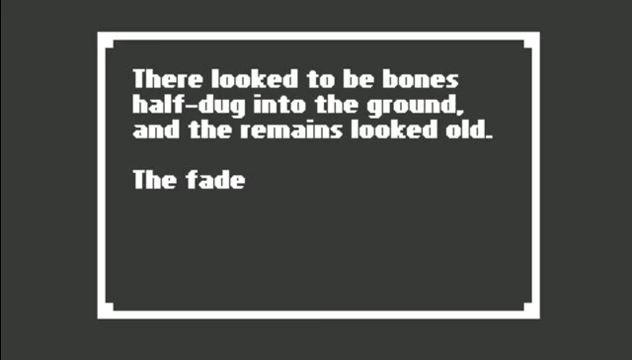 There looked to be bones
half-dug into the ground,
and the remains looked old.
The fade